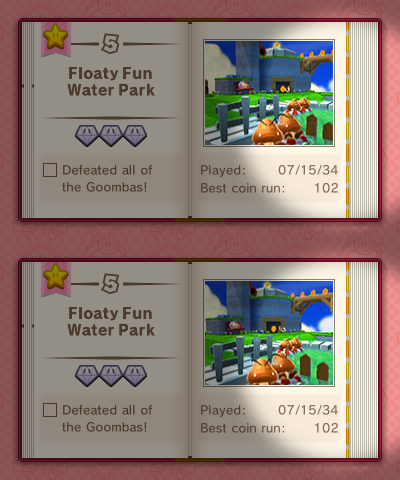 5
Floaty Fun
Water Park
Defeated all of
the Goombas!
Played: 07/15/34
Best coin run: 102
5
Floaty Fun
Water Park
Defeated all of
the Goombas!
Played: 07/15/34
Best coin run: 102